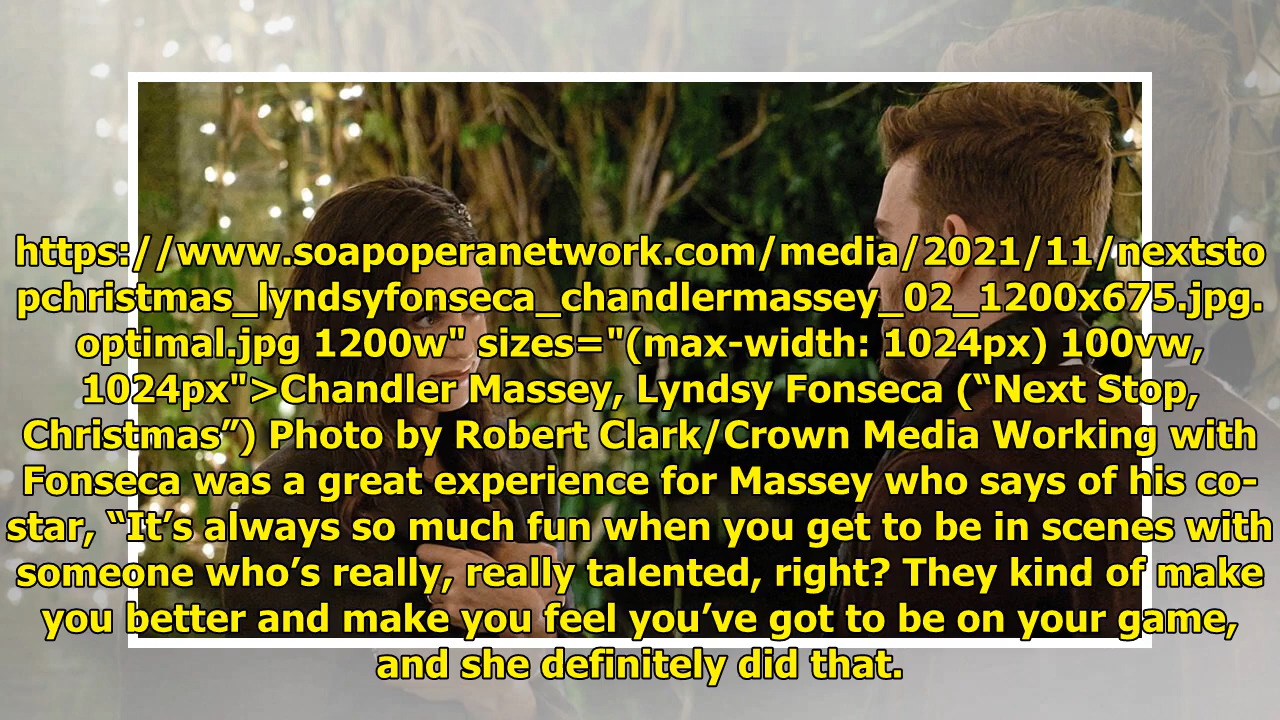 https://www.soapoperanetwork.com/media/2021/11/nextsto
pchristmas_lyndsyfonseca_chandlermassey_02_1200x675.jpg.
optimal.jpg 1200w" sizes="(max-width: 1024px) 100vw,
1024px">Chandler Massey, Lyndsy Fonseca (“Next Stop,
Christmas”) Photo by Robert Clark/Crown Media Working with
Fonseca was a great experience for Massey who says of his co-
star, “It’s always so much fun when you get to be in scenes with
someone who’s really, really talented, right? They kind of make
you better and make you feel you’ve got to be on your game,
and she definitely did that.